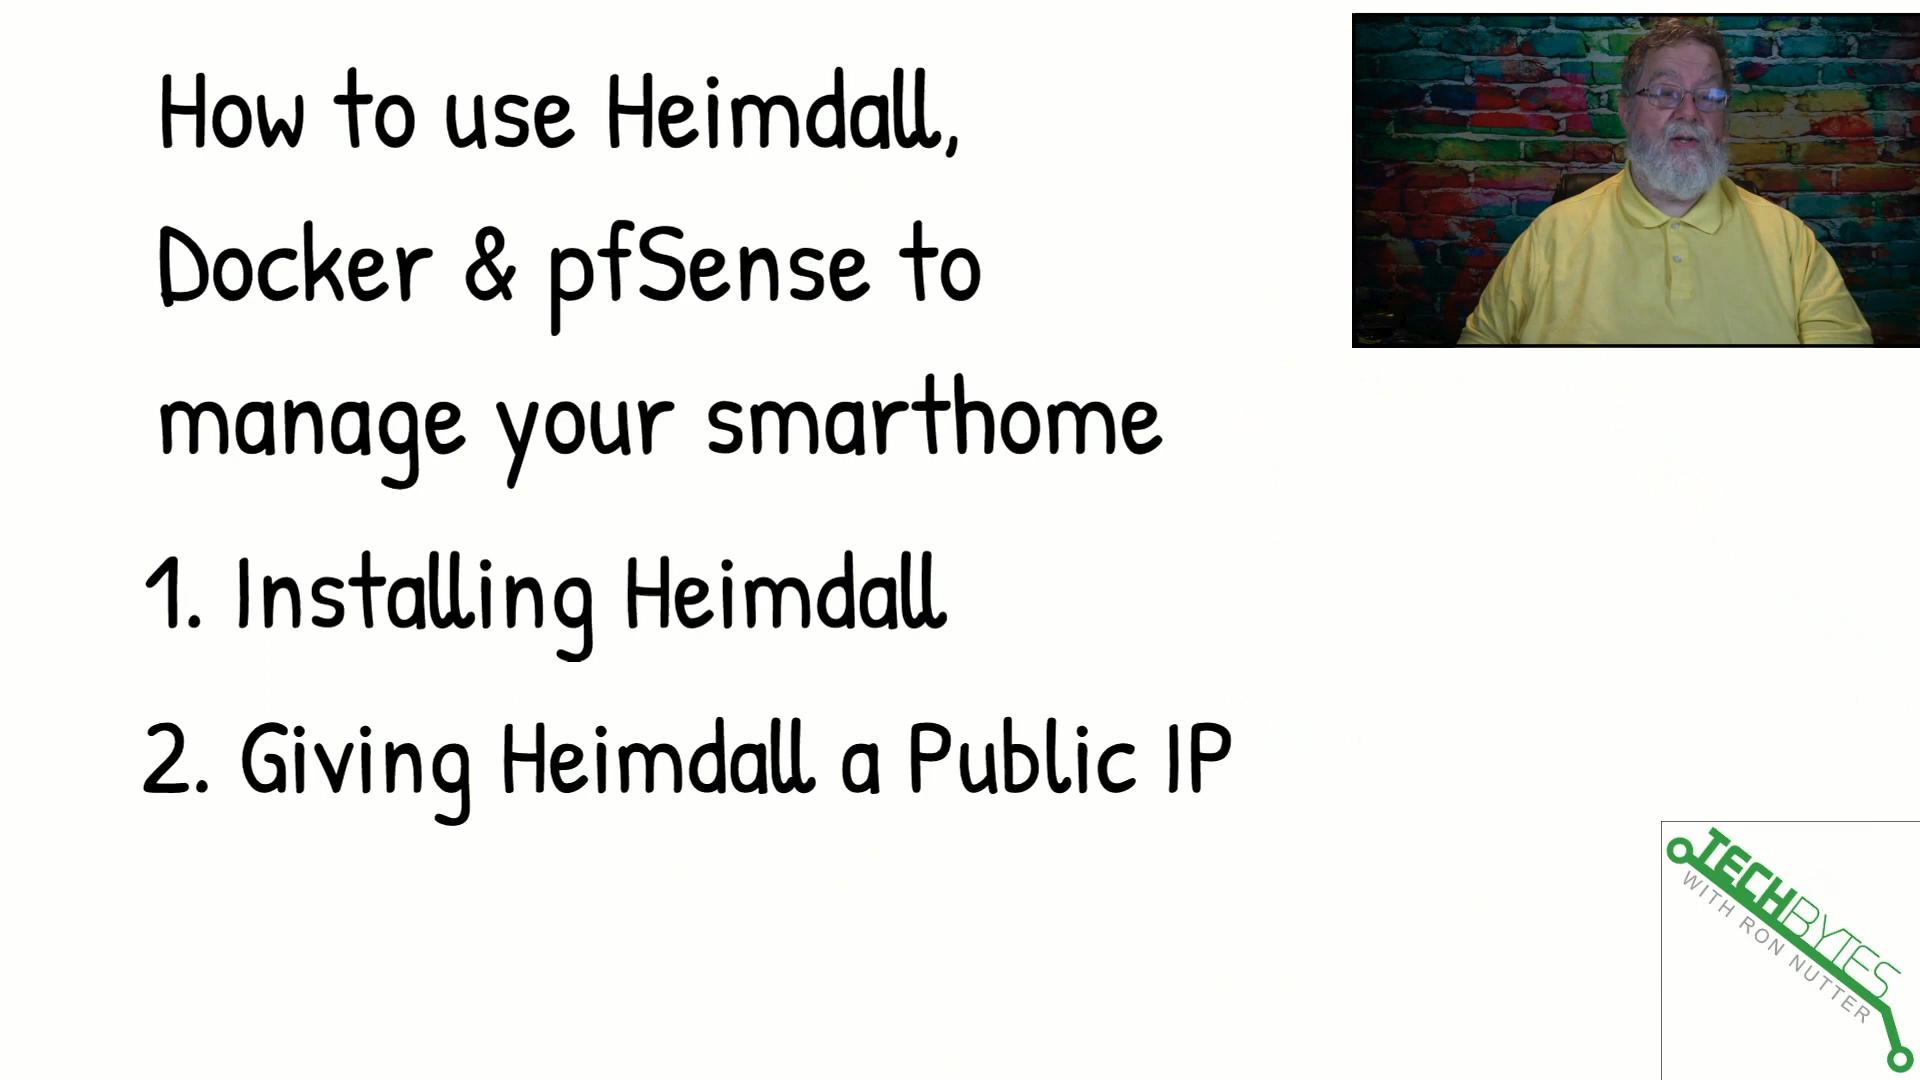 How to use Heimdall,
Docker & pfSense to
manage your smarthome
1. Installing Heimdall
2. Giving Heimdall a Public IP
TECHBYTES
WITH RON NUTTER